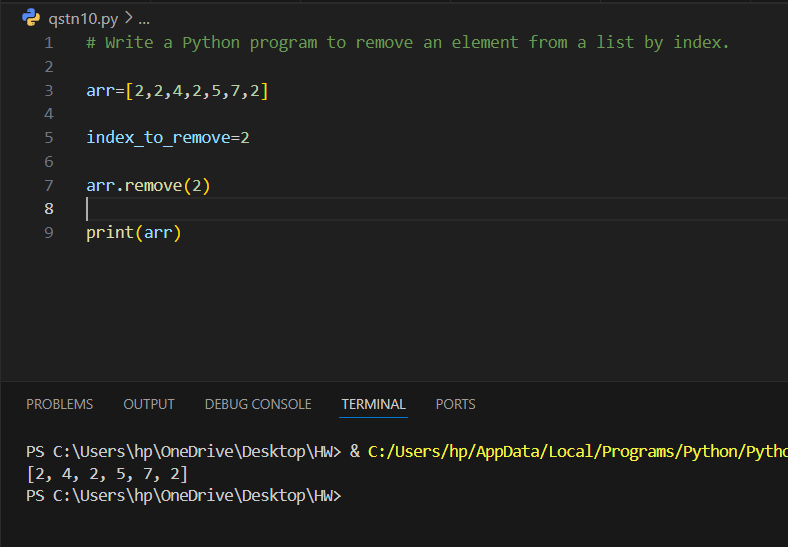 qstn10.py > ...
1 # Write a Python program to remove an element from a list by index.
2
3 arr=[2,2,4,2,5,7,2]
4
5 index_to_remove=2
6
7 arr.remove(2)
8
9 print(arr)
PROBLEMS OUTPUT DEBUG CONSOLE TERMINAL PORTS
PS C:\Users\hp\OneDrive\Desktop\HW> & C:/Users/hp/AppData/Local/Programs/Python/Pytho
[2, 4, 2, 5, 7, 2]
PS C:\Users\hp\OneDrive\Desktop\HW>